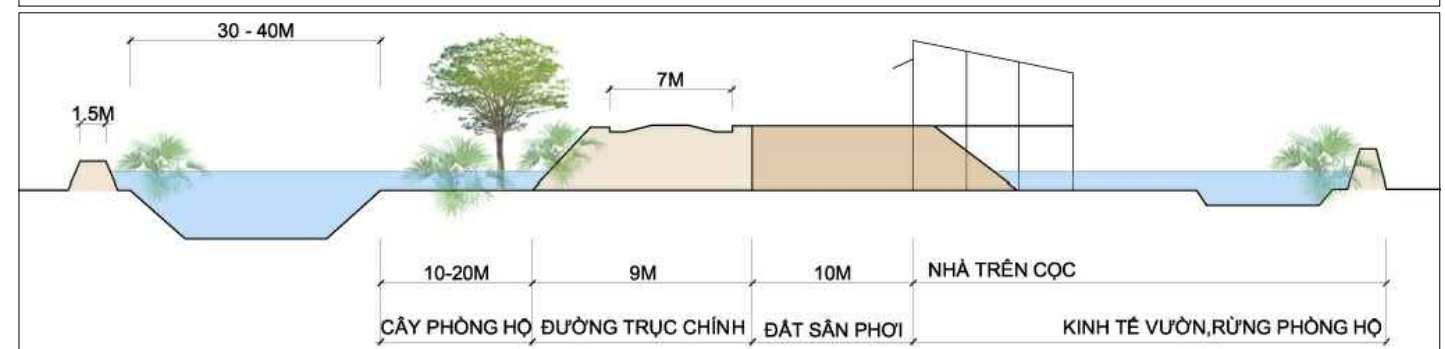 30 - 40M
7M
1.5M
10-20M
9M
10M
NHÀ TRÊN CỌC
CÂY PHÒNG HỘ
ĐƯỜNG TRỤC CHÍNH
ĐẤT SÂN PHƠI
KINH TẾ VƯỜN,RỪNG PHÒNG HỘ